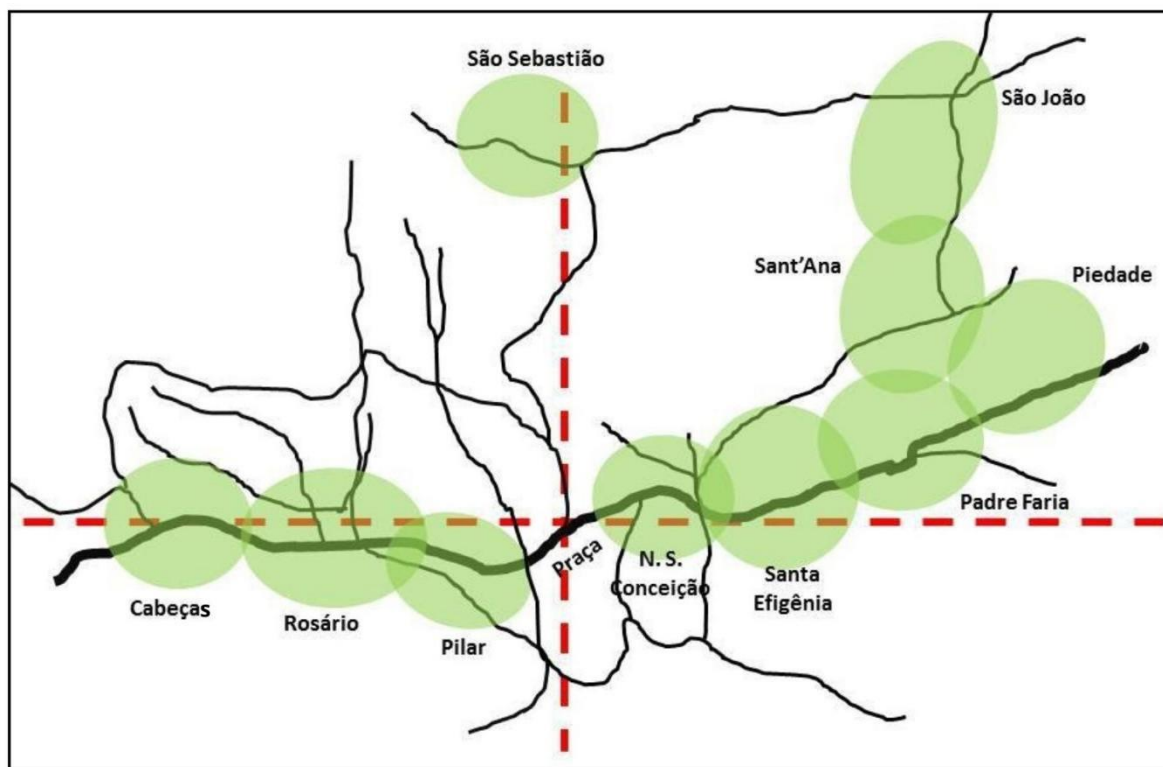 São Sebastião
São João
Sant’Ana
Piedade
Padre Faria
Praça
N. S.
Conceição
Santa
Efigênia
Cabeças
Rosário
Pilar